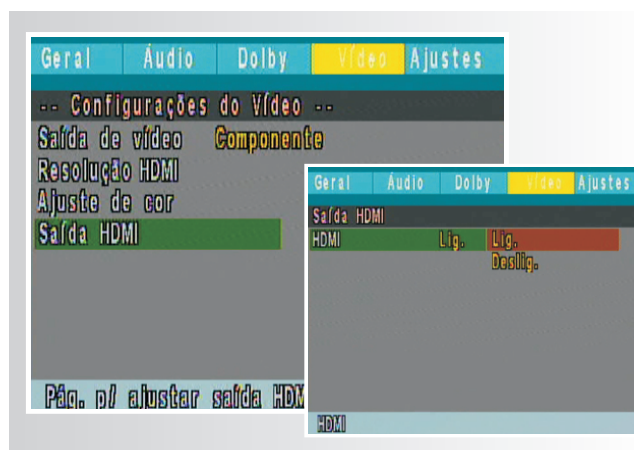 Geral Áudio Dolby Vídeo Ajustes
-- Configurações do Vídeo --
Saída de vídeo Componente
Resolução HDMI
Ajuste de cor
Saída HDMI
Pág. p/ ajustar saída HDM
Geral Áudio Dolby Vídeo Ajustes
Saída HDMI
HDMI Lig. Lig.
Deslig.
HDMI